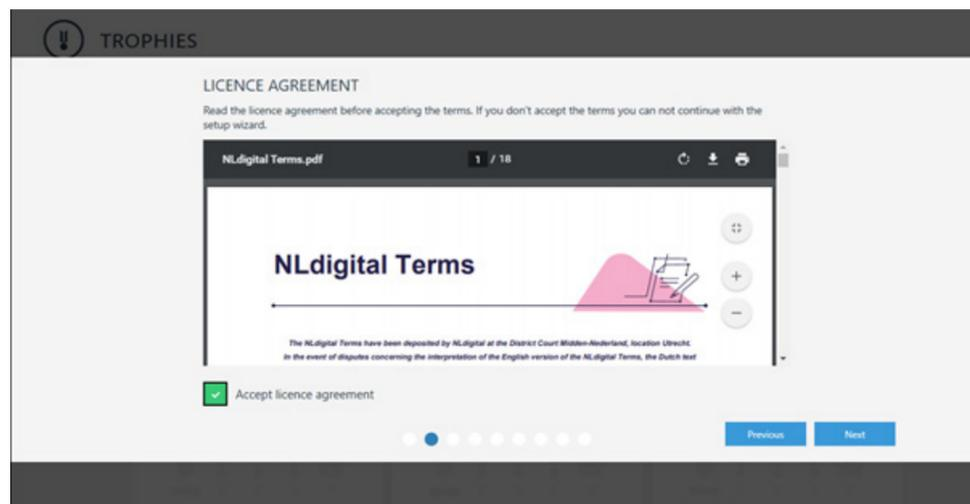 TROPHIES
LICENCE AGREEMENT
Read the licence agreement before accepting the terms. If you don't accept the terms you can not continue with the
setup wizard.
NLdigital Terms.pdf 1 / 18
NLdigital Terms
The NLdigital Terms have been deposited by NLdigital at the District Court Midden-Nederland, location Utrecht.
In the event of disputes concerning the interpretation of the English version of the NLdigital Terms, the Dutch text
Accept licence agreement
Previous Next